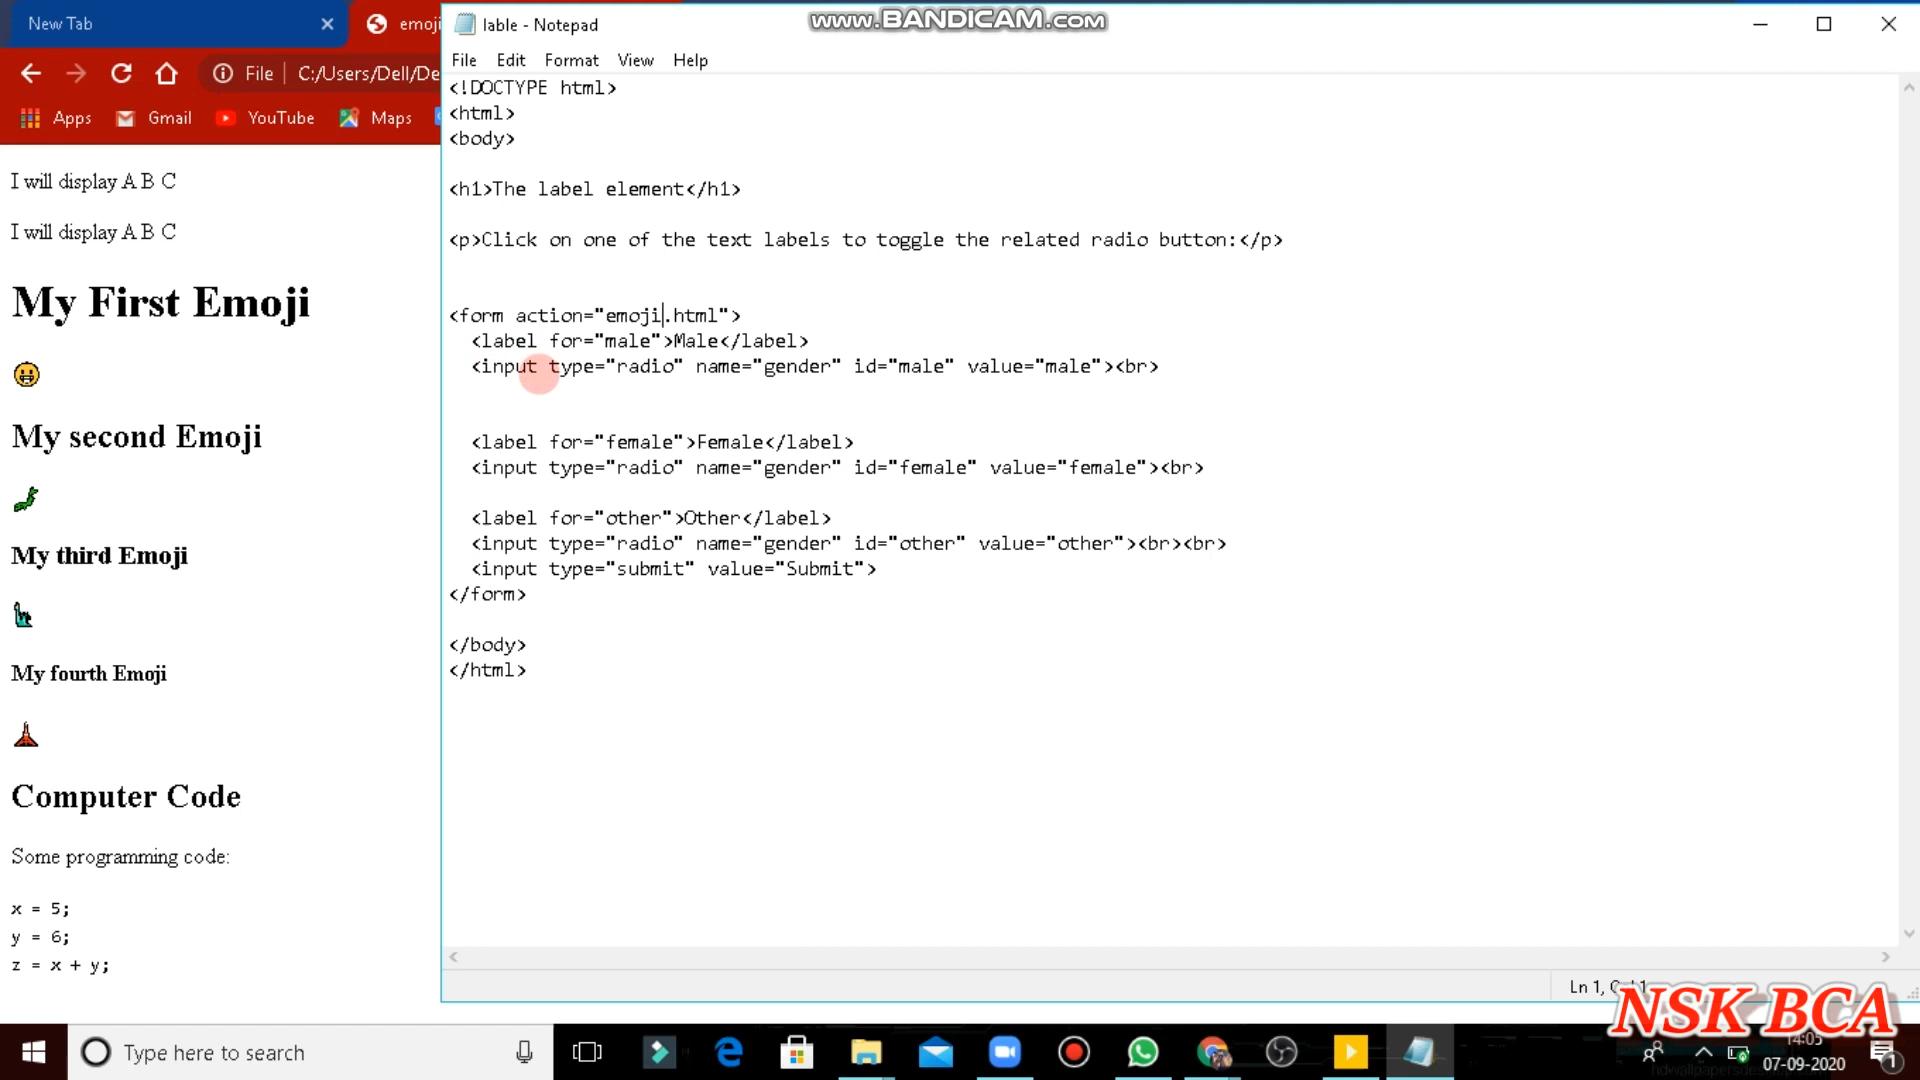 New Tab
emoji
lable - Notepad
www.BANDICAM.com
File Edit Format View Help
File C:/Users/Dell/De
Apps Gmail YouTube Maps
I will display A B C
I will display A B C
My First Emoji
My second Emoji
My third Emoji
My fourth Emoji
Computer Code
Some programming code:
x = 5;
y = 6;
z = x + y;
<!DOCTYPE html>
<html>
<body>
<h1>The label element</h1>
<p>Click on one of the text labels to toggle the related radio button:</p>
<form action="emoji.html">
<label for="male">Male</label>
<input type="radio" name="gender" id="male" value="male"><br>
<label for="female">Female</label>
<input type="radio" name="gender" id="female" value="female"><br>
<label for="other">Other</label>
<input type="radio" name="gender" id="other" value="other"><br><br>
<input type="submit" value="Submit">
</form>
</body>
</html>
Ln 1,
NSK BCA
Type here to search
14:05
07-09-2020
1